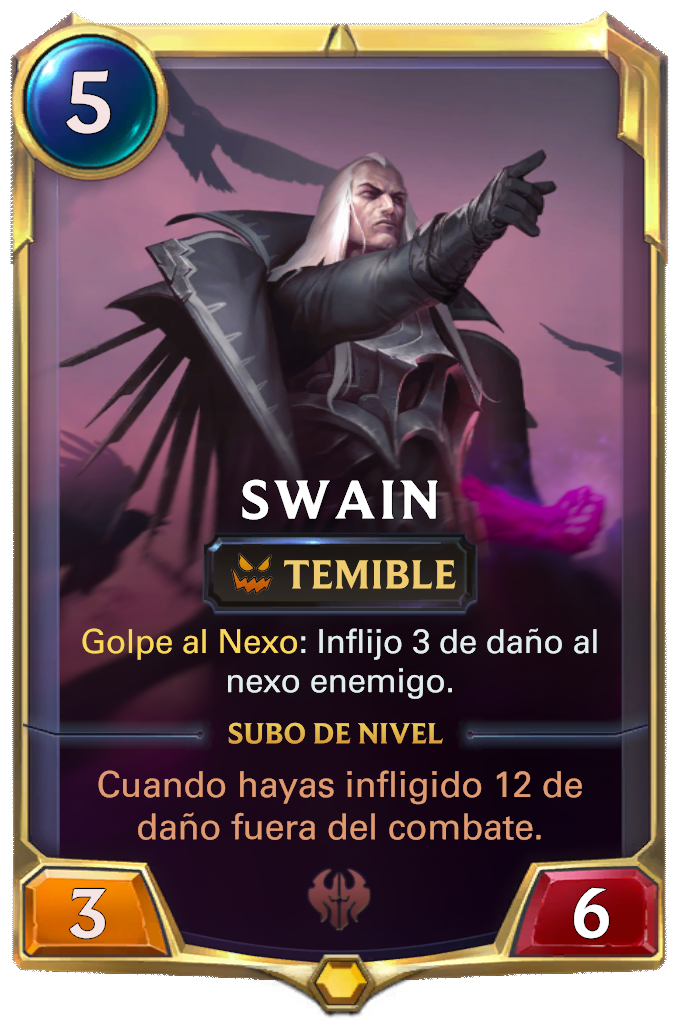 5
SWAIN
TEMIBLE
Golpe al Nexo: Inflijo 3 de daño al
nexo enemigo.
SUBO DE NIVEL
Cuando hayas infligido 12 de
daño fuera del combate.
3
6